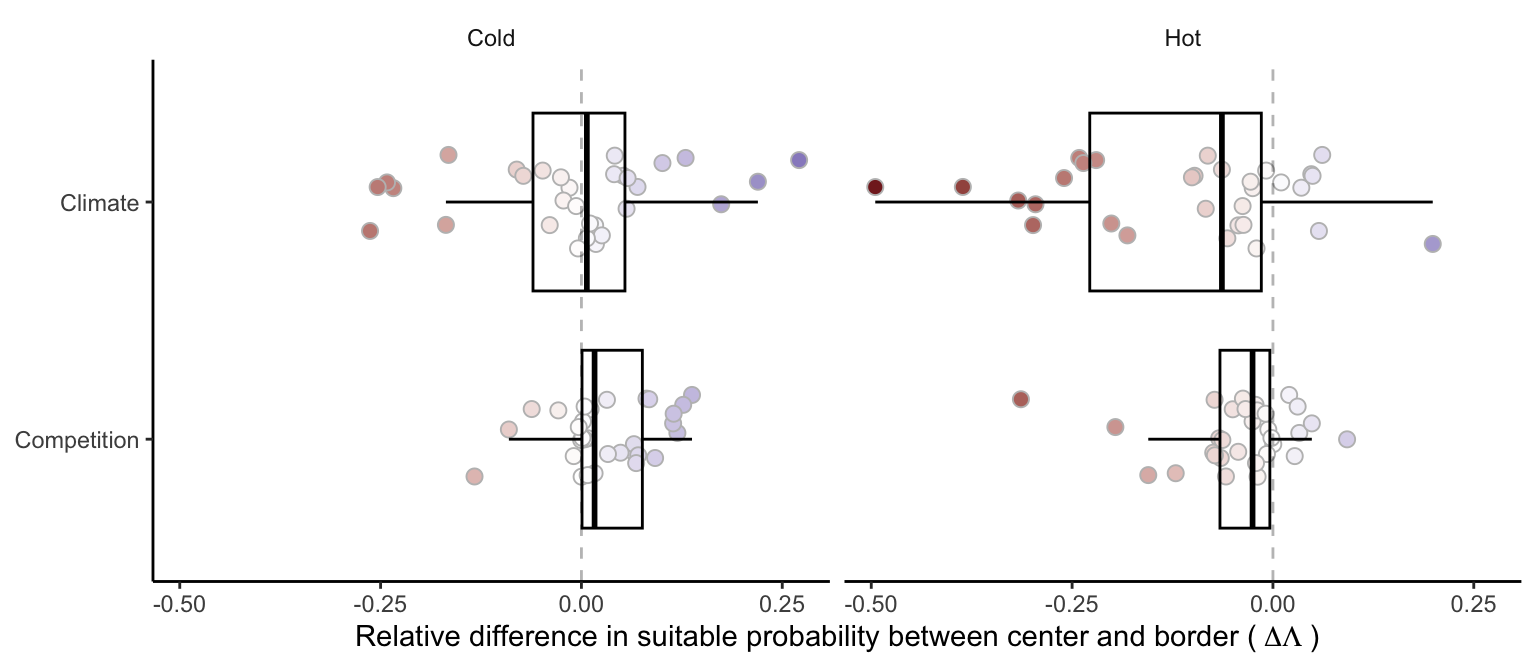 Cold Hot
Climate
Competition
-0.50 -0.25 0.00 0.25 -0.50 -0.25 0.00 0.25
Relative difference in suitable probability between center and border ( ΔΛ )